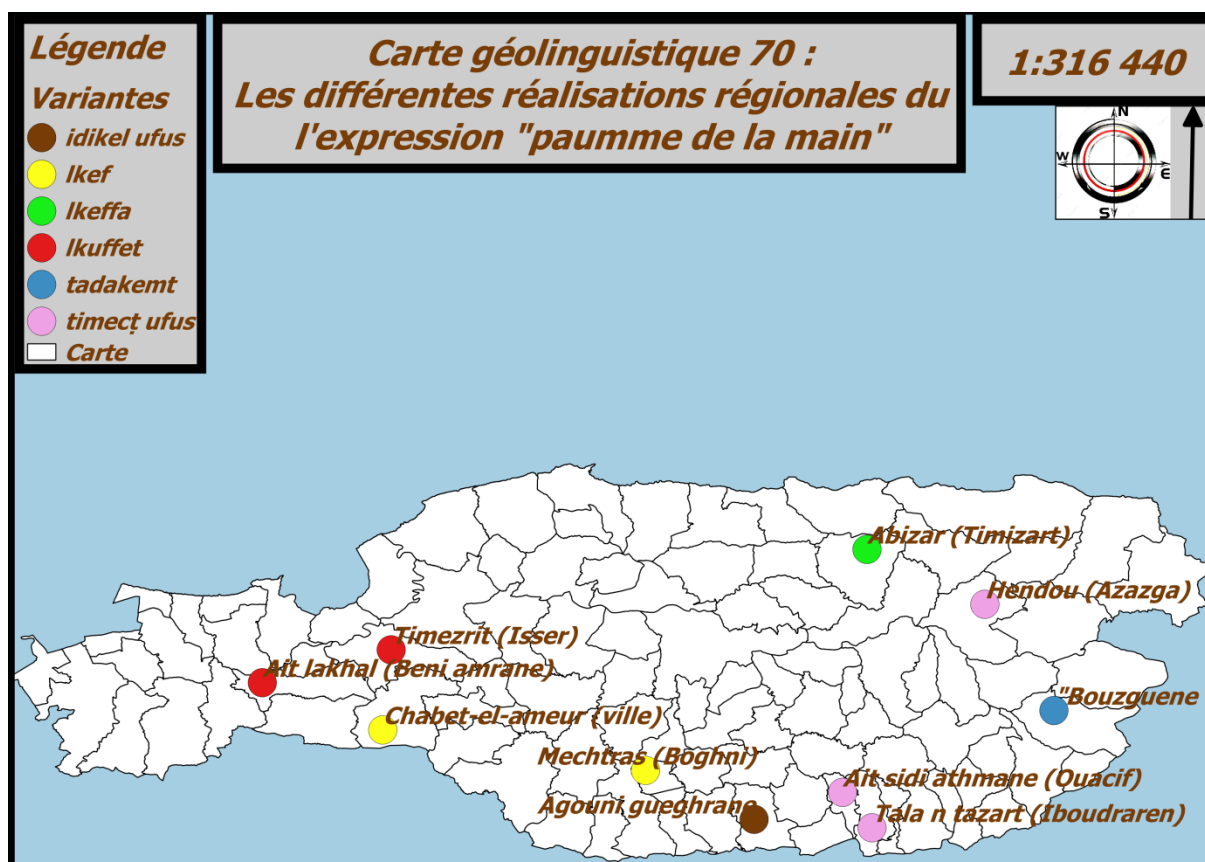 Légende
Variantes
idikel ufus
lkef
lkeffa
lkuffet
tadakemt
timecṭ ufus
Carte
Carte géolinguistique 70 :
Les différentes réalisations régionales du
l'expression "paumme de la main"
1:316 440
N
W
E
S
Abizar (Timizart)
Hendou (Azazga)
Timezrit (Isser)
Ait lakhal (Beni amrane)
"Bouzguene
Chabet-el-ameur (ville)
Mechtras (Boghni)
Ait sidi athmane (Ouacif)
Agouni gueghrane
Tala n tazart (Iboudraren)